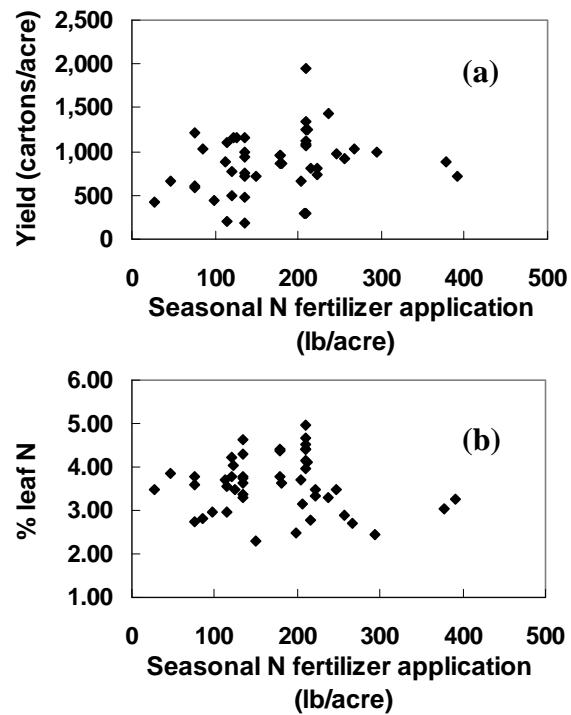 2,500
2,000
1,500
1,000
500
0
Yield (cartons/acre)
(a)
0 100 200 300 400 500
Seasonal N fertilizer application
(lb/acre)
6.00
5.00
4.00
3.00
2.00
1.00
% leaf N
(b)
0 100 200 300 400 500
Seasonal N fertilizer application
(lb/acre)